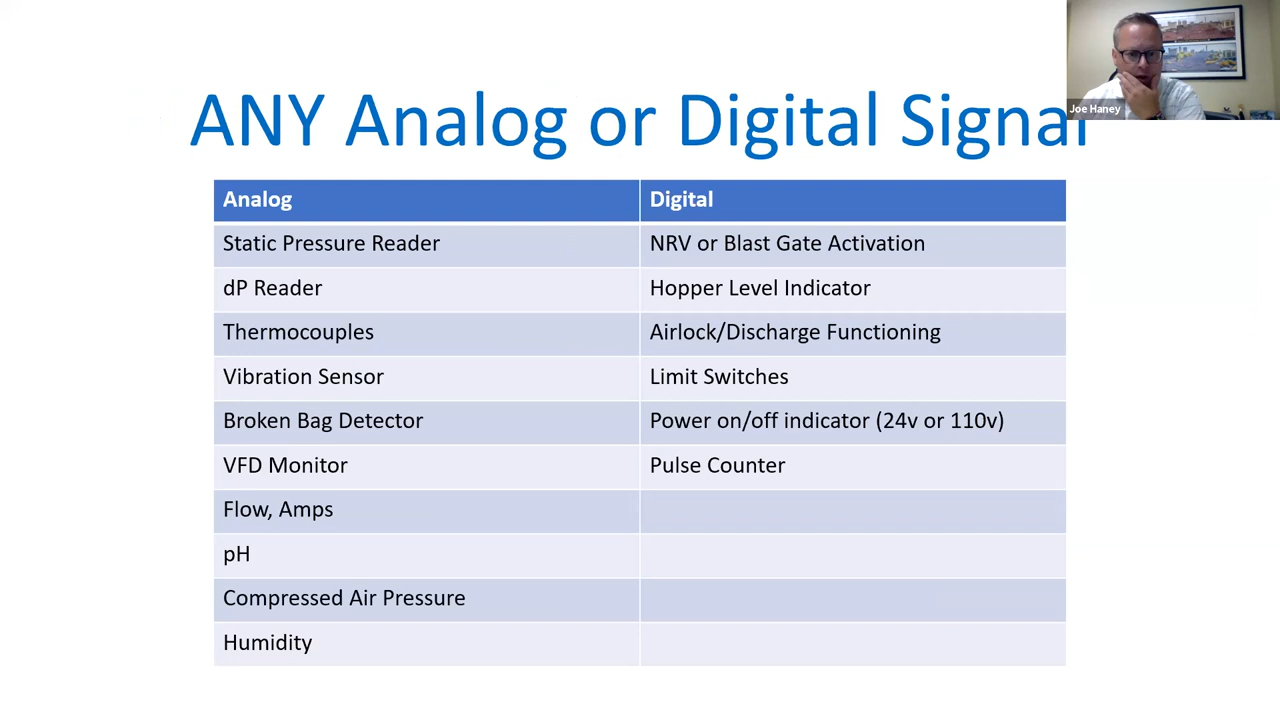 ANY Analog or Digital Signal
Joe Haney
Analog Digital
Static Pressure Reader NRV or Blast Gate Activation
dP Reader Hopper Level Indicator
Thermocouples Airlock/Discharge Functioning
Vibration Sensor Limit Switches
Broken Bag Detector Power on/off indicator (24v or 110v)
VFD Monitor Pulse Counter
Flow, Amps
pH
Compressed Air Pressure
Humidity